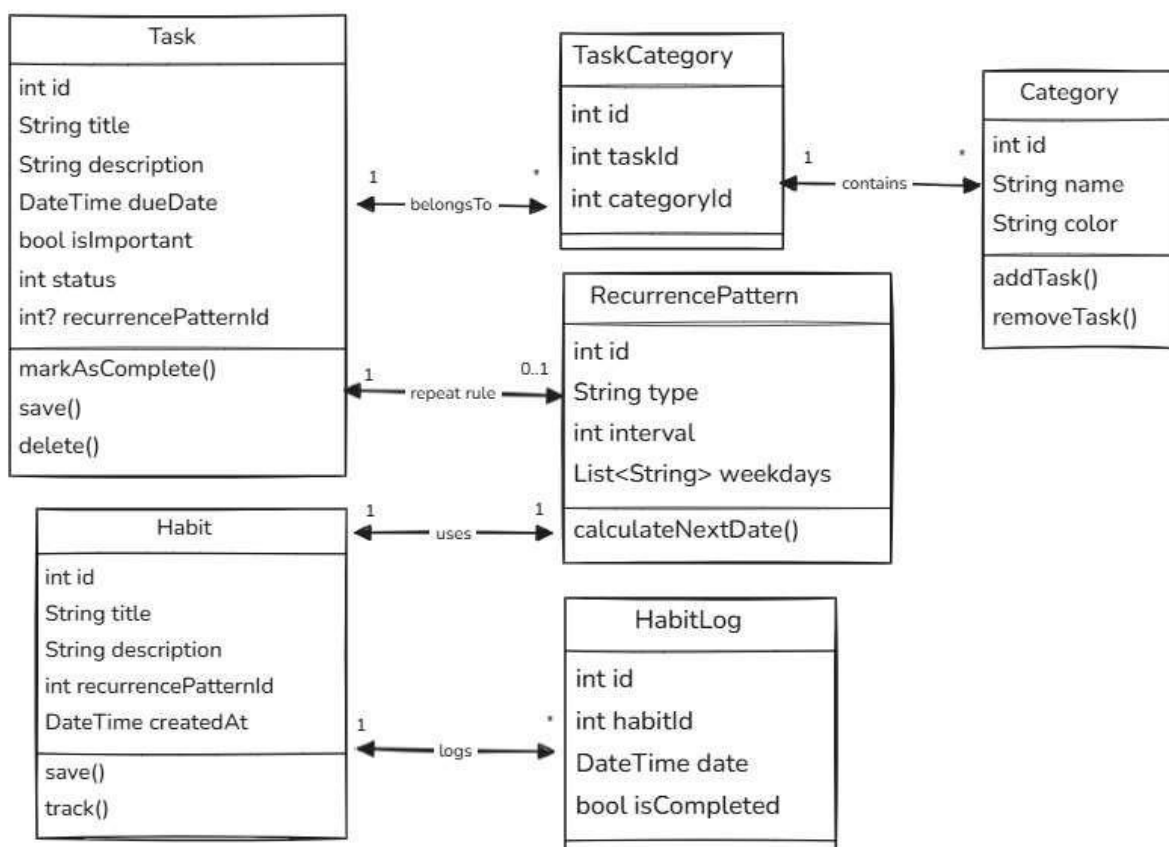 Task
int id
String title
String description
DateTime dueDate
bool isImportant
int status
int? recurrencePatternId
markAsComplete()
save()
delete()
1
belongsTo
*
TaskCategory
int id
int taskId
int categoryId
1
contains
*
Category
int id
String name
String color
addTask()
removeTask()
1
repeat rule
0..1
RecurrencePattern
int id
String type
int interval
List<String> weekdays
calculateNextDate()
Habit
int id
String title
String description
int recurrencePatternId
DateTime createdAt
save()
track()
1
uses
1
1
logs
*
HabitLog
int id
int habitId
DateTime date
bool isCompleted